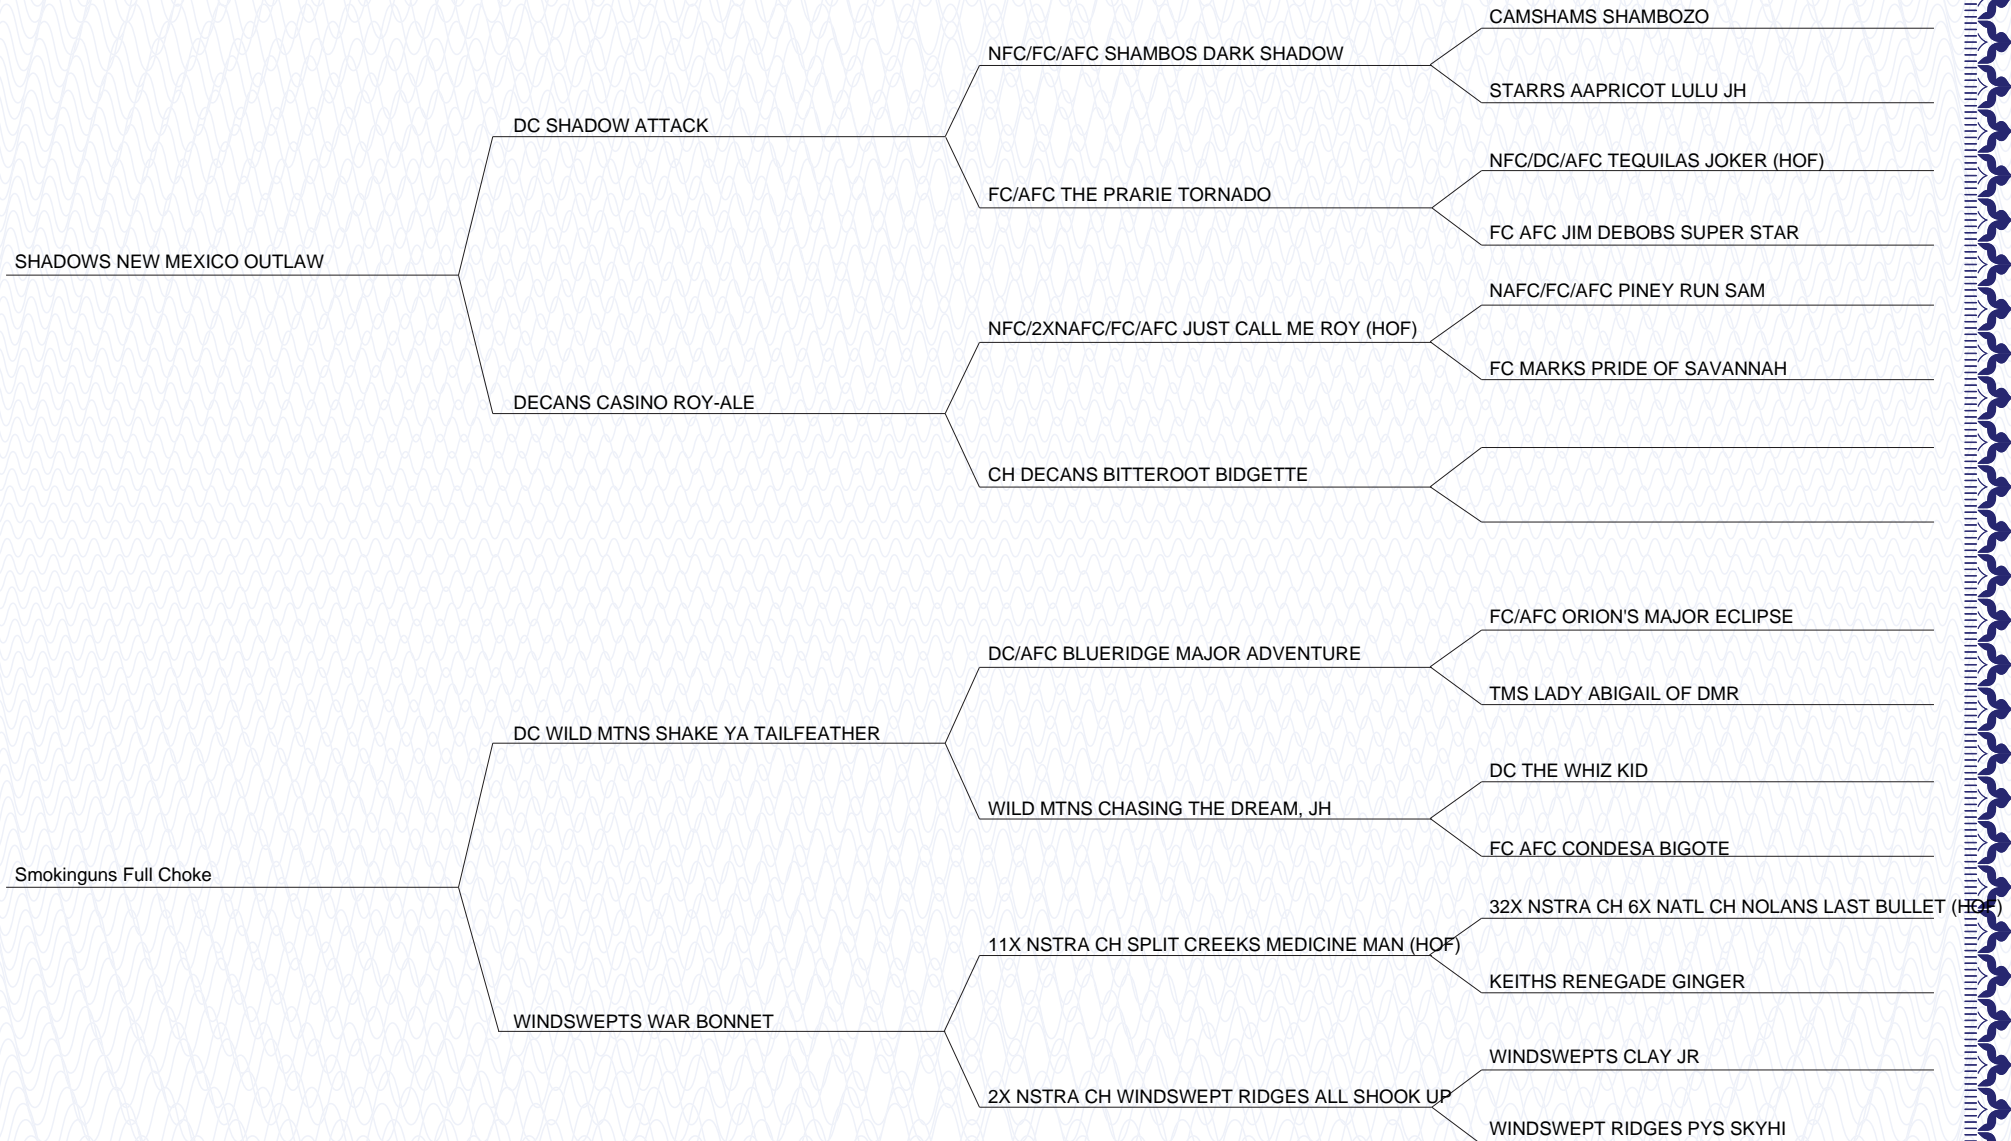 CAMSHAMS SHAMBOZO
NFC/FC/AFC SHAMBOS DARK SHADOW
STARRS AAPRICOT LULU JH
DC SHADOW ATTACK
NFC/DC/AFC TEQUILAS JOKER (HOF)
FC/AFC THE PRARIE TORNADO
FC AFC JIM DEBOBS SUPER STAR
SHADOWS NEW MEXICO OUTLAW
NAFC/FC/AFC PINEY RUN SAM
NFC/2XNAFC/FC/AFC JUST CALL ME ROY (HOF)
FC MARKS PRIDE OF SAVANNAH
DECANS CASINO ROY-ALE
CH DECANS BITTEROOT BIDGETTE
FC/AFC ORION'S MAJOR ECLIPSE
DC/AFC BLUERIDGE MAJOR ADVENTURE
TMS LADY ABIGAIL OF DMR
DC WILD MTNS SHAKE YA TAILFEATHER
DC THE WHIZ KID
WILD MTNS CHASING THE DREAM, JH
FC AFC CONDESA BIGOTE
Smokinguns Full Choke
32X NSTRA CH 6X NATL CH NOLANS LAST BULLET (HOF)
11X NSTRA CH SPLIT CREEKS MEDICINE MAN (HOF)
KEITHS RENEGADE GINGER
WINDSWEPTS WAR BONNET
WINDSWEPTS CLAY JR
2X NSTRA CH WINDSWEPT RIDGES ALL SHOOK UP
WINDSWEPT RIDGES PYS SKYHI